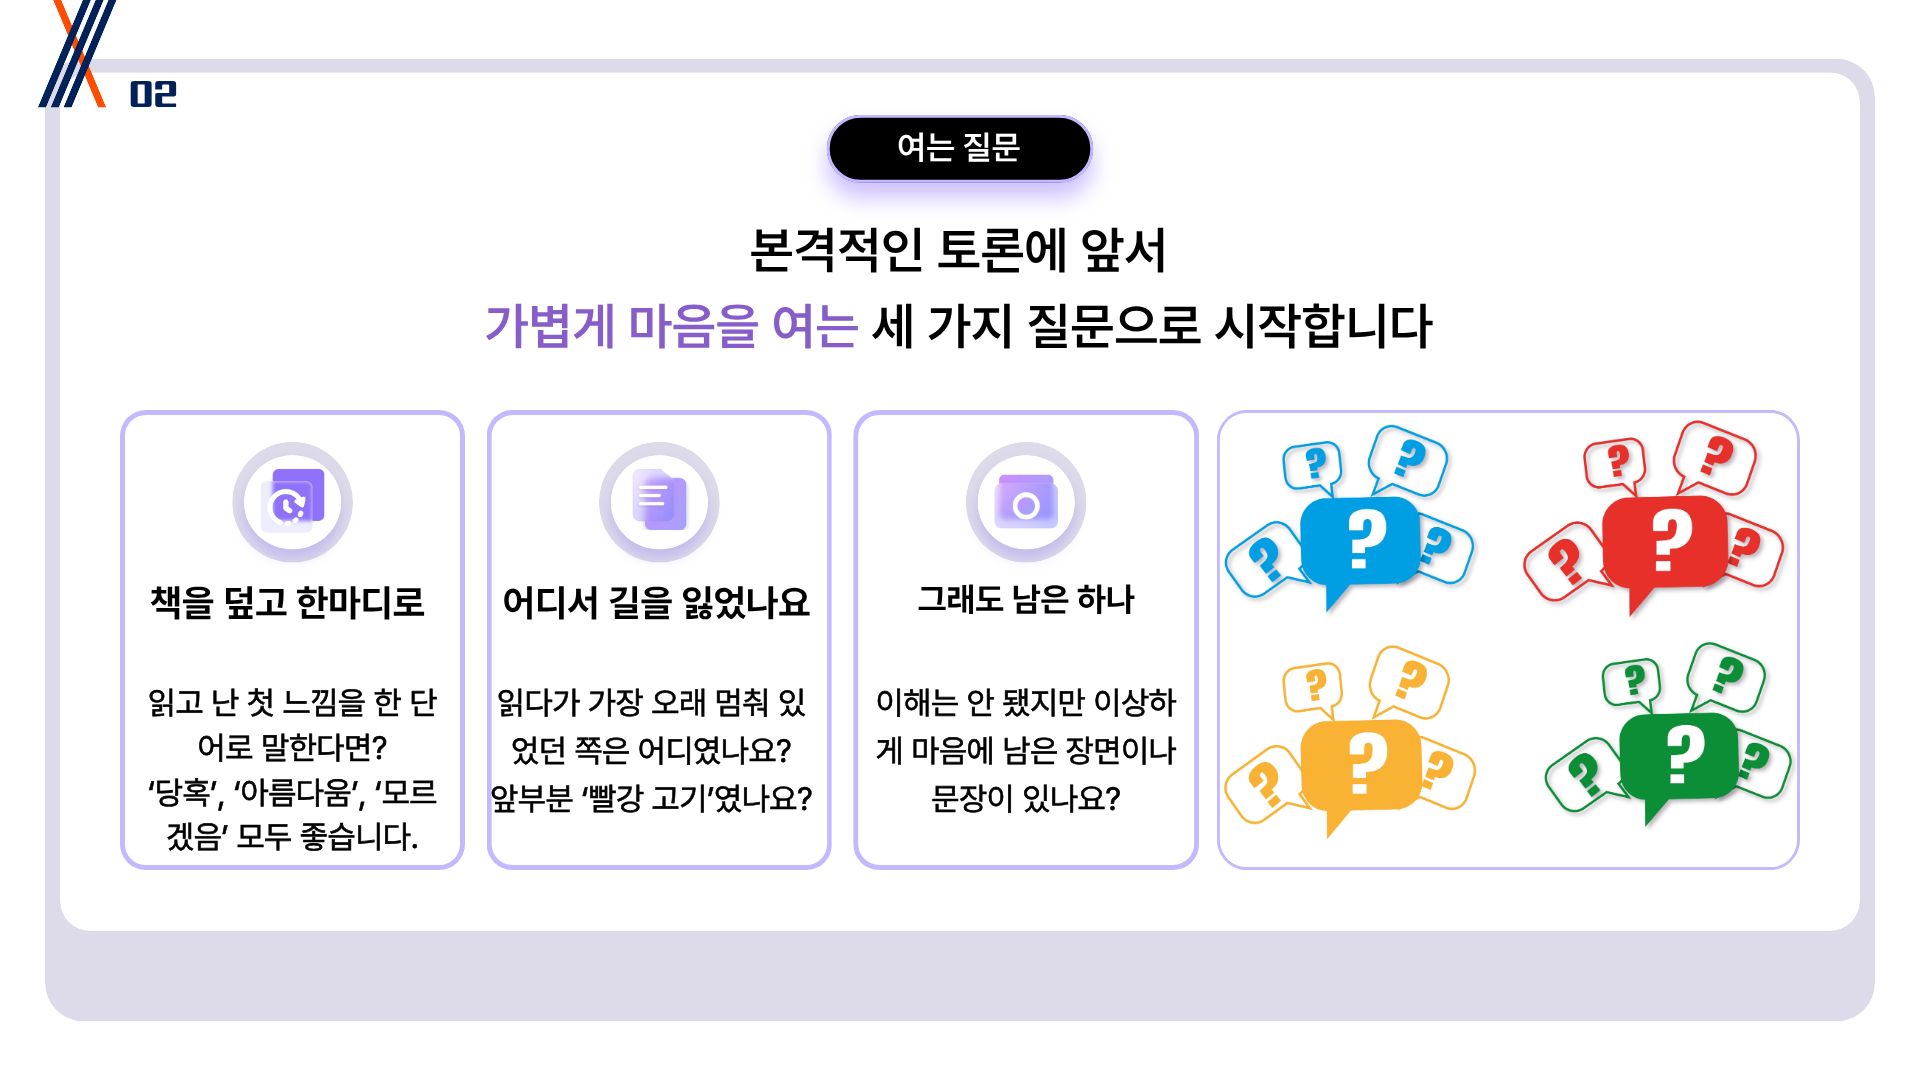 02
여는 질문
본격적인 토론에 앞서
가볍게 마음을 여는 세 가지 질문으로 시작합니다
책을 덮고 한마디로
읽고 난 첫 느낌을 한 단
어로 말한다면?
‘당혹’, ‘아름다움’, ‘모르
겠음’ 모두 좋습니다.
어디서 길을 잃었나요
읽다가 가장 오래 멈춰 있
었던 쪽은 어디였나요?
앞부분 ‘빨강 고기’였나요?
그래도 남은 하나
이해는 안 됐지만 이상하
게 마음에 남은 장면이나
문장이 있나요?
? ? ? ? ?
? ? ? ? ?
? ? ? ? ?
? ? ? ? ?